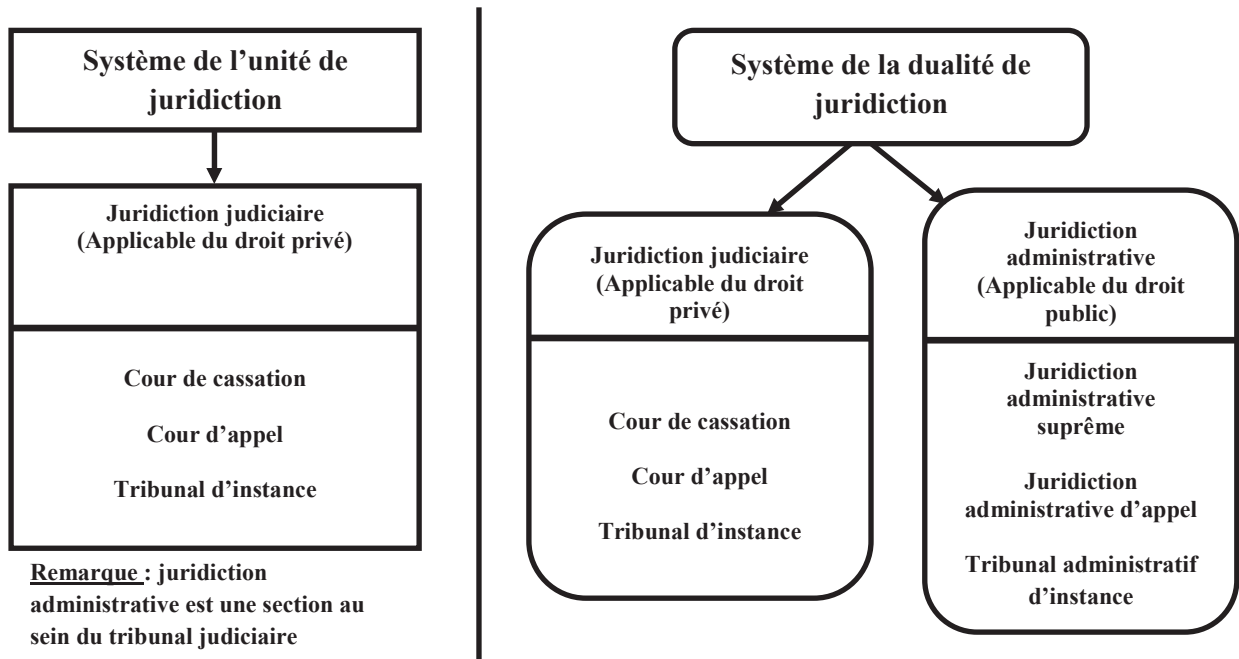 Système de l’unité de
juridiction
Juridiction judiciaire
(Applicable du droit privé)
Cour de cassation
Cour d’appel
Tribunal d’instance
Remarque : juridiction
administrative est une section au
sein du tribunal judiciaire
Système de la dualité de
juridiction
Juridiction judiciaire
(Applicable du droit
privé)
Cour de cassation
Cour d’appel
Tribunal d’instance
Juridiction
administrative
(Applicable du droit
public)
Juridiction
administrative
suprême
Juridiction
administrative d’appel
Tribunal administratif
d’instance